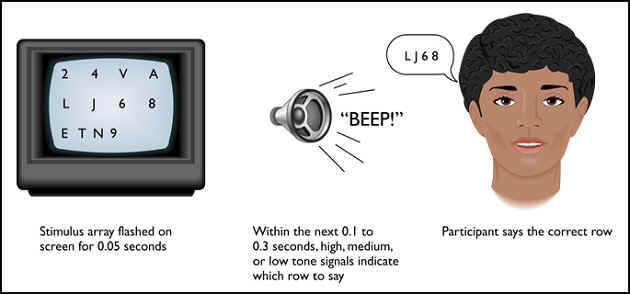 2 4 V A
L J 6 8
E T N 9
"BEEP!"
L J 6 8
Stimulus array flashed on
screen for 0.05 seconds
Within the next 0.1 to
0.3 seconds, high, medium,
or low tone signals indicate
which row to say
Participant says the correct row